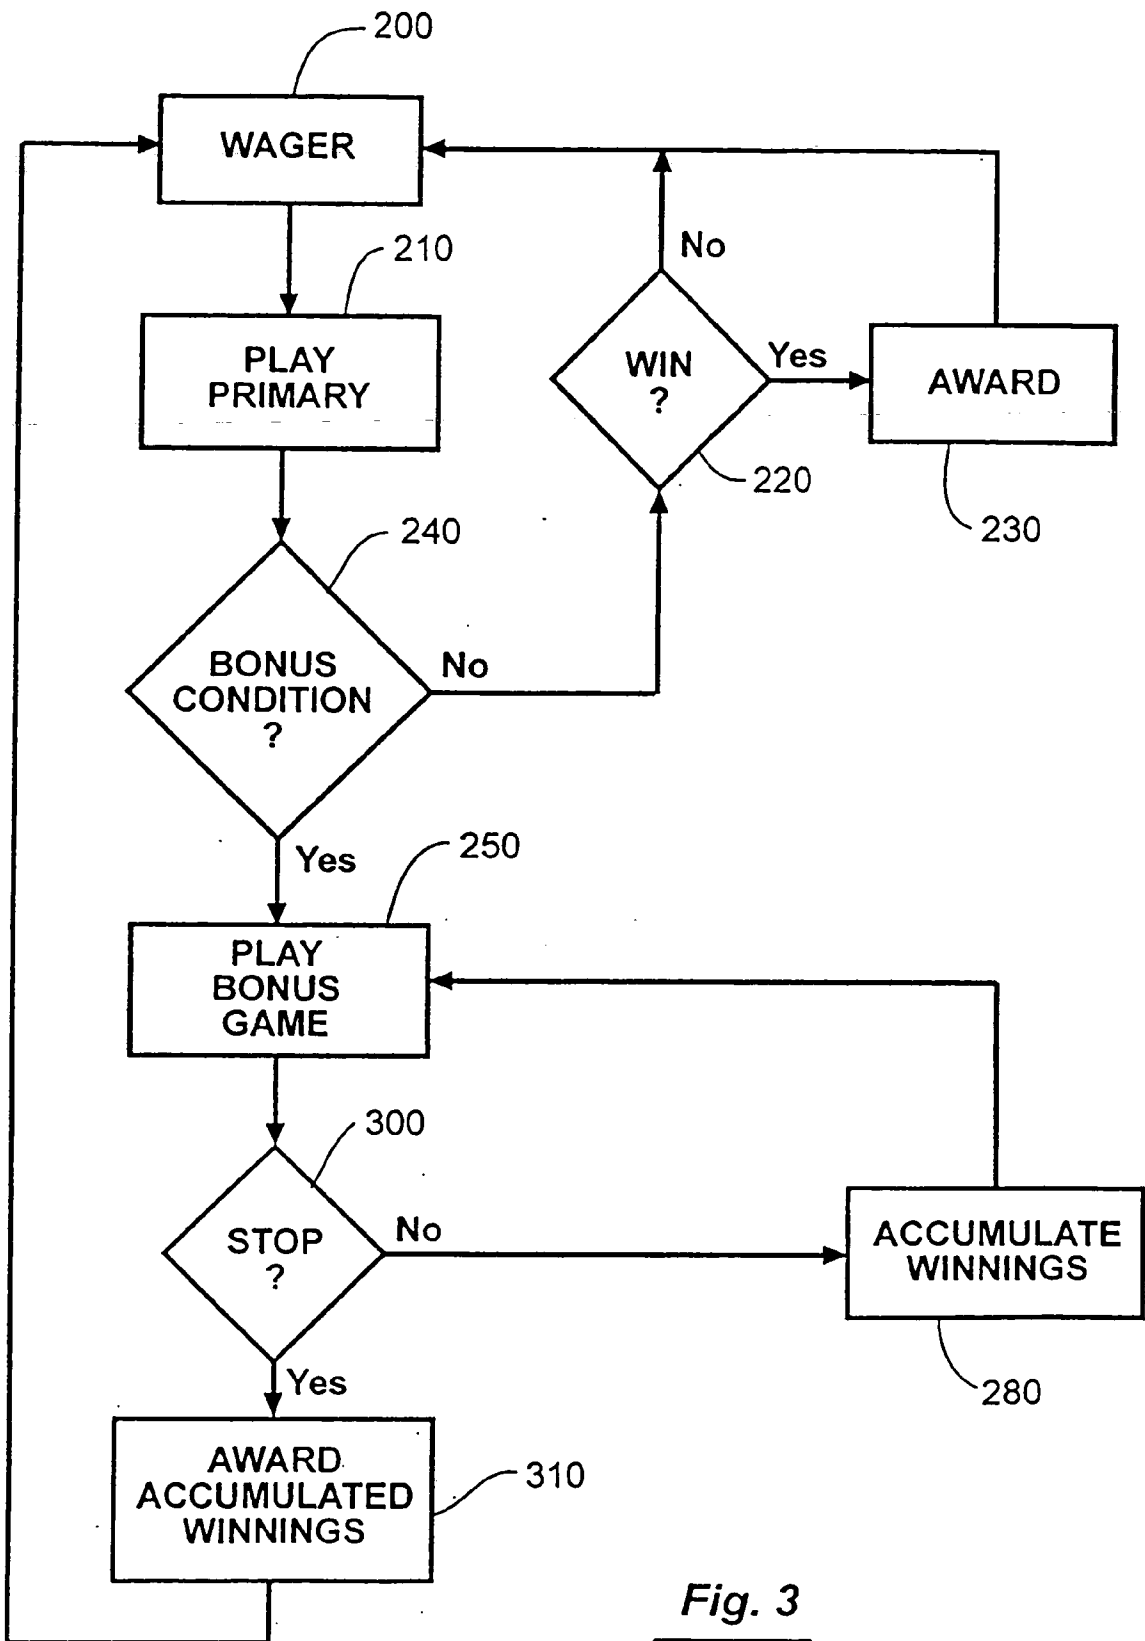 200
WAGER
210
No
PLAY
PRIMARY
WIN
?
Yes
AWARD
220
230
240
BONUS
CONDITION
?
No
Yes
250
PLAY
BONUS
GAME
300
STOP
?
No
ACCUMULATE
WINNINGS
280
Yes
AWARD
ACCUMULATED
WINNINGS
310
Fig. 3